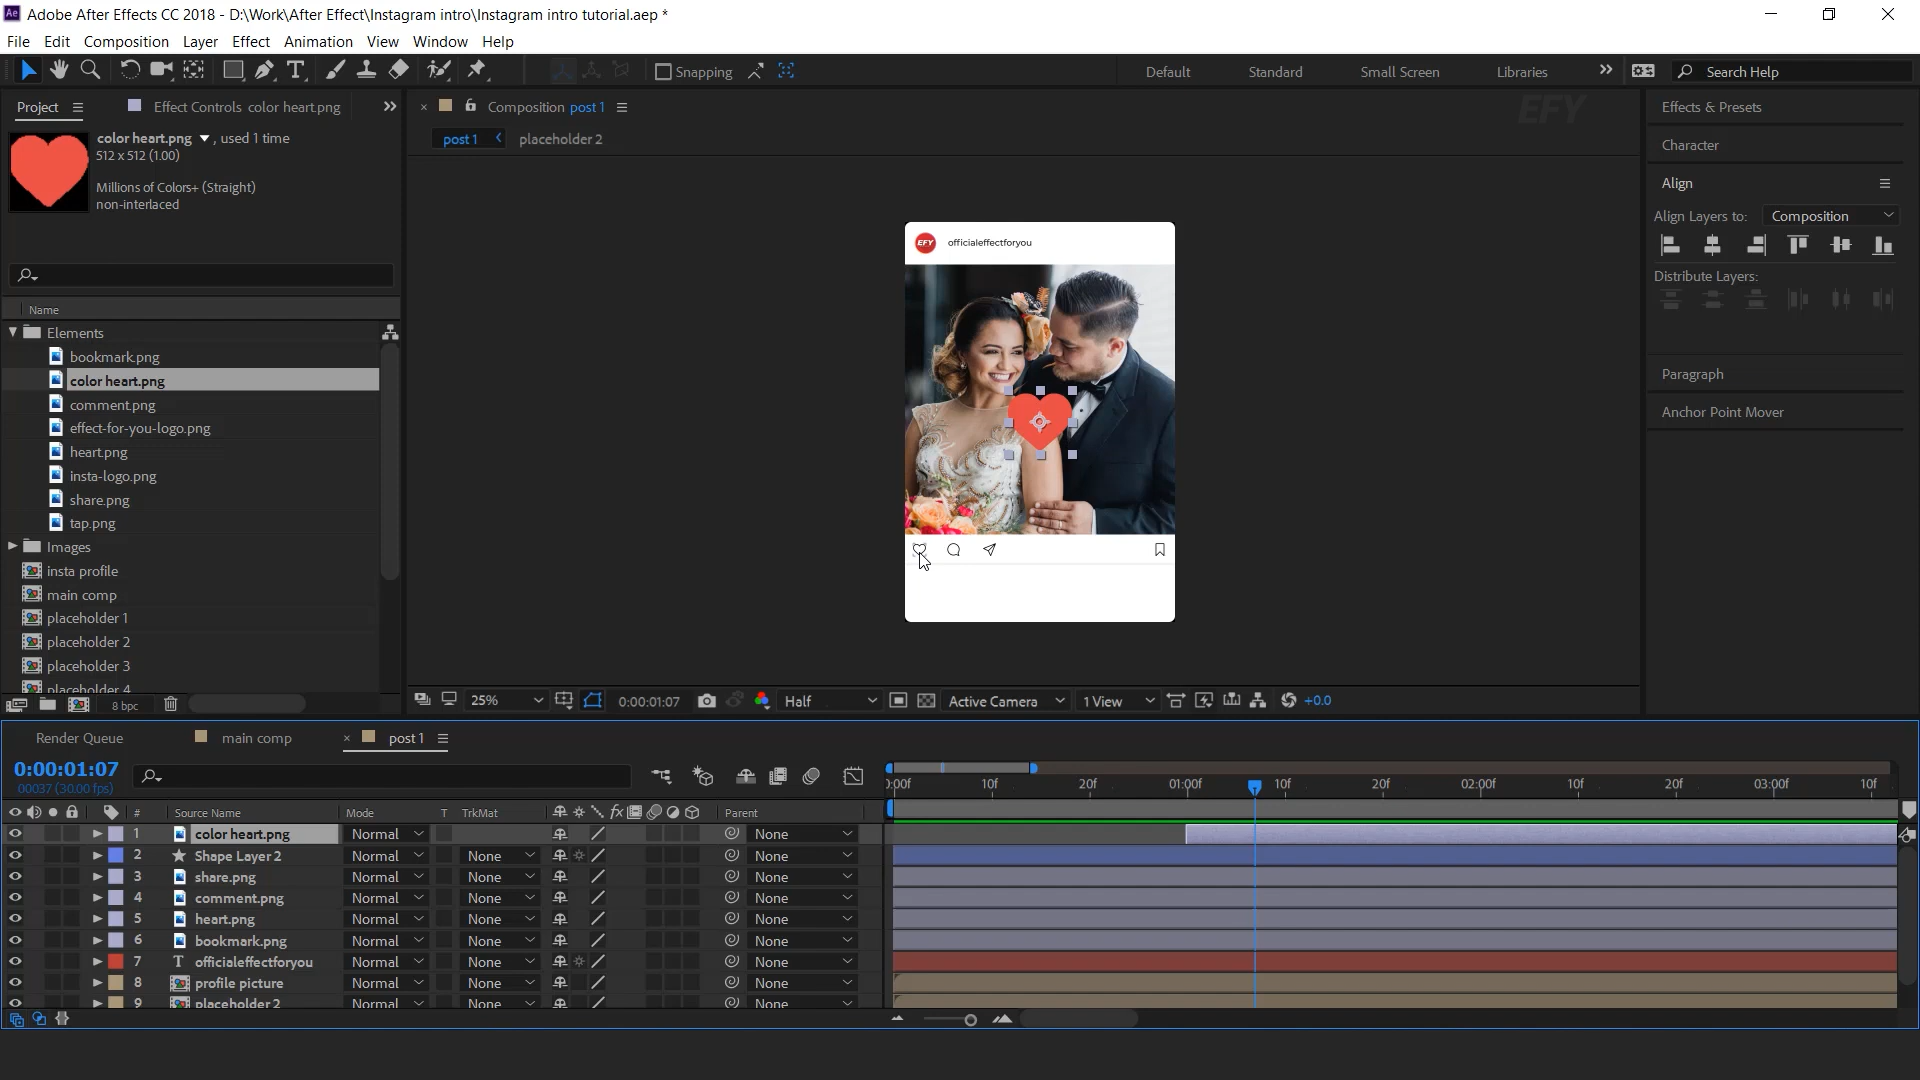 Adobe After Effects CC 2018 - D:\Work\After Effect\Instagram intro\Instagram intro tutorial.aep *
File Edit Composition Layer Effect Animation View Window Help
Snapping Default Standard Small Screen Libraries Search Help
Project Effect Controls color heart.png Composition post 1 EFY
color heart.png , used 1 time
512 x 512 (1.00)
Millions of Colors+ (Straight)
non-interlaced
post 1 placeholder 2
Effects & Presets
Character
Align
Align Layers to: Composition
Distribute Layers:
Paragraph
Anchor Point Mover
EFY officialeffectforyou
Name
Elements
bookmark.png
color heart.png
comment.png
effect-for-you-logo.png
heart.png
insta-logo.png
share.png
tap.png
Images
insta profile
main comp
placeholder 1
placeholder 2
placeholder 3
placeholder 4
8 bpc
25% 0:00:01:07 Half Active Camera 1 View +0.0
Render Queue main comp post 1
0:00:01:07
00037 (30.00 fps)
0:00f 10f 20f 01:00f 10f 20f 02:00f 10f 20f 03:00f 10f
# Source Name Mode T TrkMat fx Parent
1 color heart.png Normal None
2 Shape Layer 2 Normal None None
3 share.png Normal None None
4 comment.png Normal None None
5 heart.png Normal None None
6 bookmark.png Normal None None
7 T officialeffectforyou Normal None None
8 profile picture Normal None None
9 placeholder 2 Normal None None